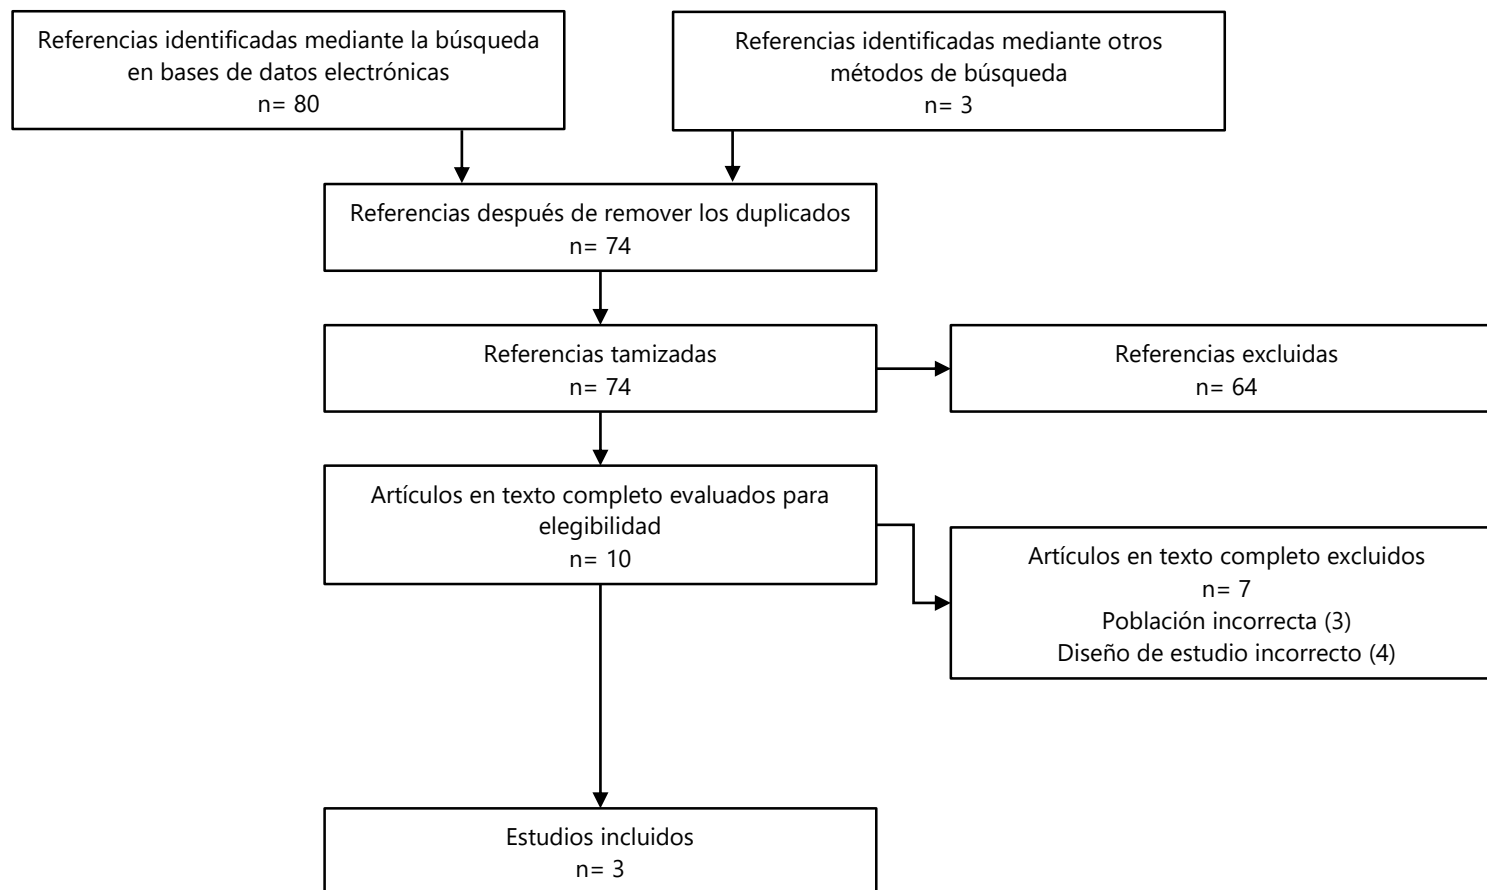 Referencias identificadas mediante la búsqueda
en bases de datos electrónicas
n= 80
Referencias identificadas mediante otros
métodos de búsqueda
n= 3
Referencias después de remover los duplicados
n= 74
Referencias tamizadas
n= 74
Referencias excluidas
n= 64
Artículos en texto completo evaluados para
elegibilidad
n= 10
Artículos en texto completo excluidos
n= 7
Población incorrecta (3)
Diseño de estudio incorrecto (4)
Estudios incluidos
n= 3